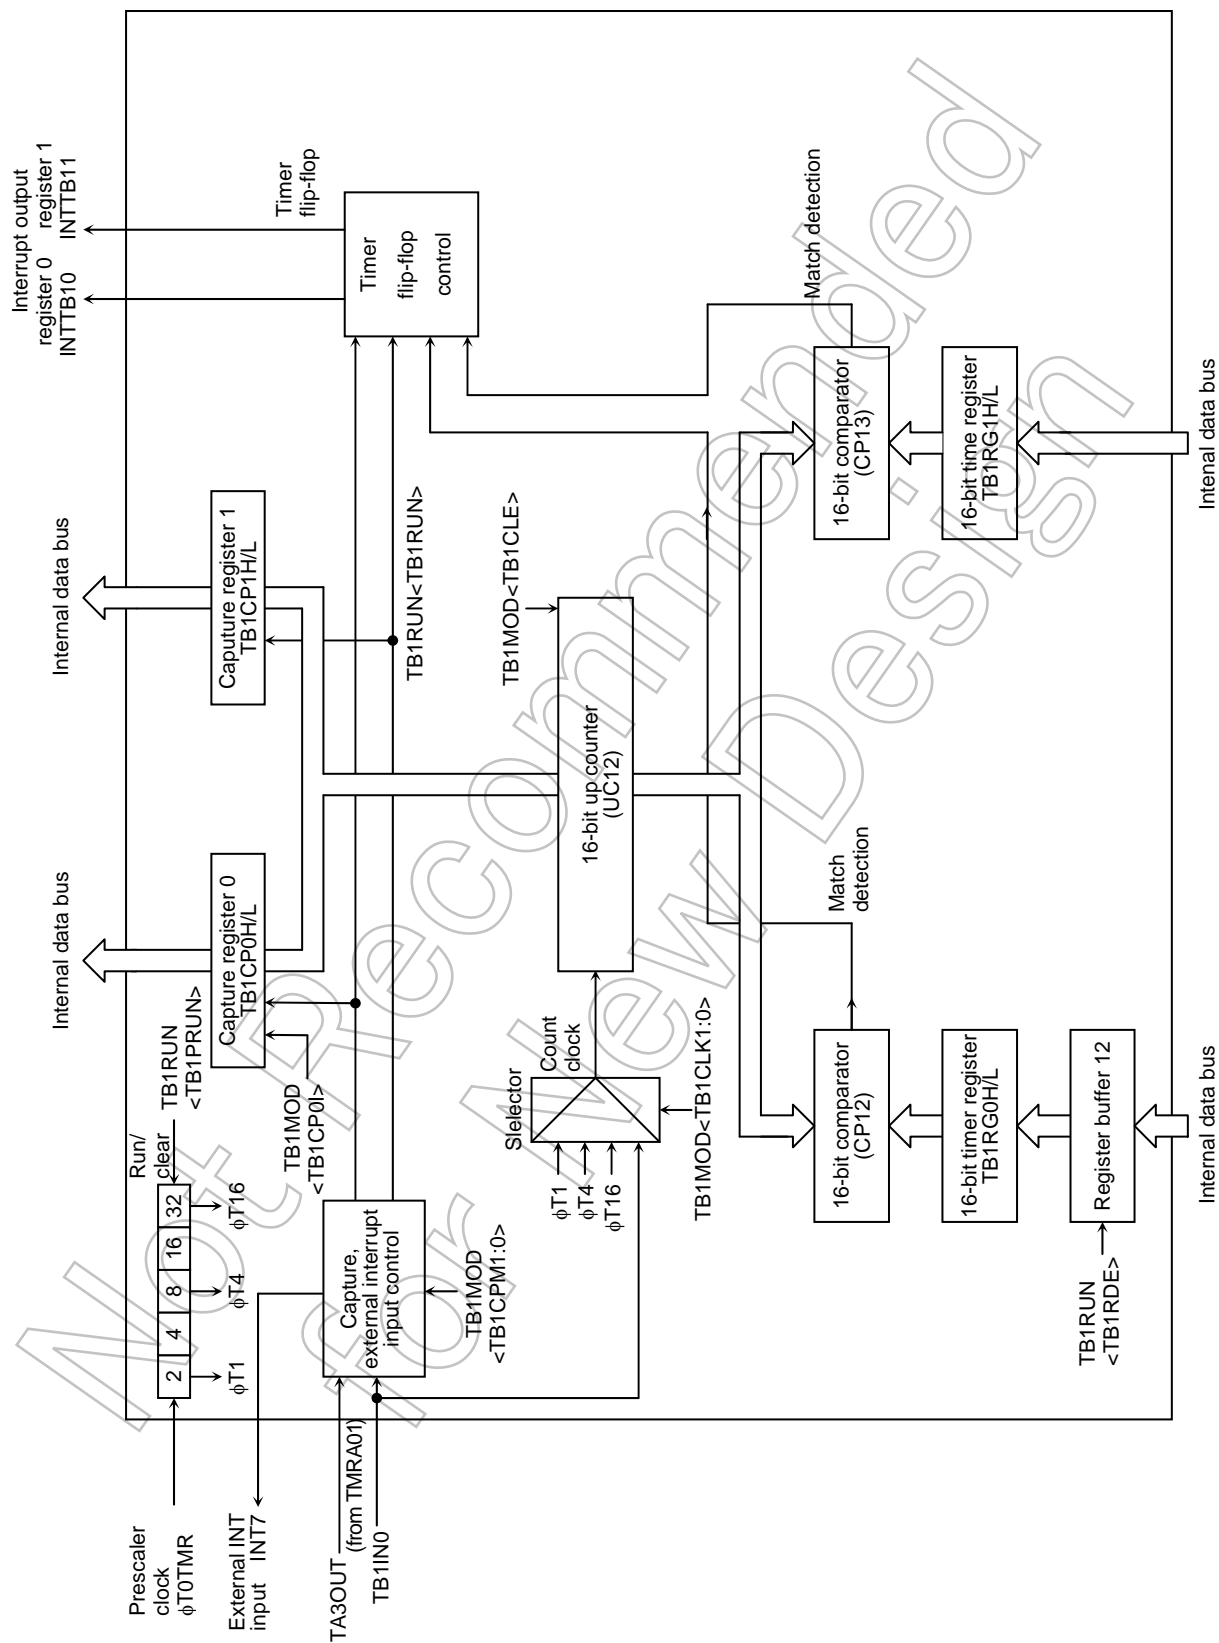 Prescaler
clock
ϕT0TMR
2 4 8 16 32
ϕT1
ϕT4
ϕT16
Run/
clear
TB1RUN
<TB1PRUN>
External INT
input INT7
TA3OUT
(from TMRA01)
TB1IN0
Capture,
external interrupt
input control
TB1MOD
<TB1CPM1:0>
TB1MOD
<TB1CP0I>
Internal data bus
Capture register 0
TB1CP0H/L
Internal data bus
Caputure register 1
TB1CP1H/L
Interrupt output
register 0 register 1
INTTB10 INTTB11
Timer
flip-flop
Timer
flip-flop
control
TB1RUN<TB1RUN>
TB1MOD<TB1CLE>
Slelector
Count
clock
ϕT1
ϕT4
ϕT16
TB1MOD<TB1CLK1:0>
16-bit up counter
(UC12)
Match
detection
Match detection
16-bit comparator
(CP12)
16-bit comparator
(CP13)
16-bit timer register
TB1RG0H/L
16-bit time register
TB1RG1H/L
Register buffer 12
TB1RUN
<TB1RDE>
Internal data bus
Internal data bus
Not Recommended
for New Design